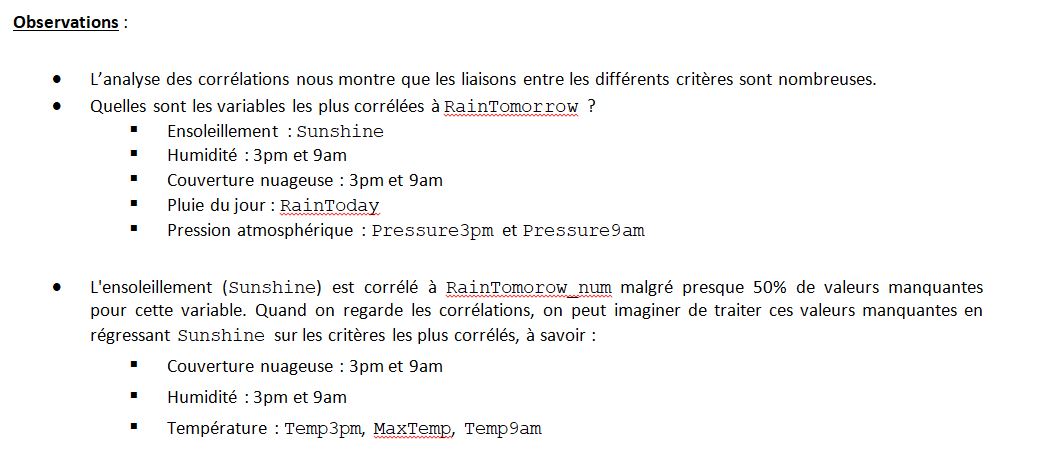 Observations :
● L’analyse des corrélations nous montre que les liaisons entre les différents critères sont nombreuses.
● Quelles sont les variables les plus corrélées à RainTomorrow ?
▪ Ensoleillement : Sunshine
▪ Humidité : 3pm et 9am
▪ Couverture nuageuse : 3pm et 9am
▪ Pluie du jour : RainToday
▪ Pression atmosphérique : Pressure3pm et Pressure9am
● L'ensoleillement (Sunshine) est corrélé à RainTomorow_num malgré presque 50% de valeurs manquantes
pour cette variable. Quand on regarde les corrélations, on peut imaginer de traiter ces valeurs manquantes en
régressant Sunshine sur les critères les plus corrélés, à savoir :
▪ Couverture nuageuse : 3pm et 9am
▪ Humidité : 3pm et 9am
▪ Température : Temp3pm, MaxTemp, Temp9am